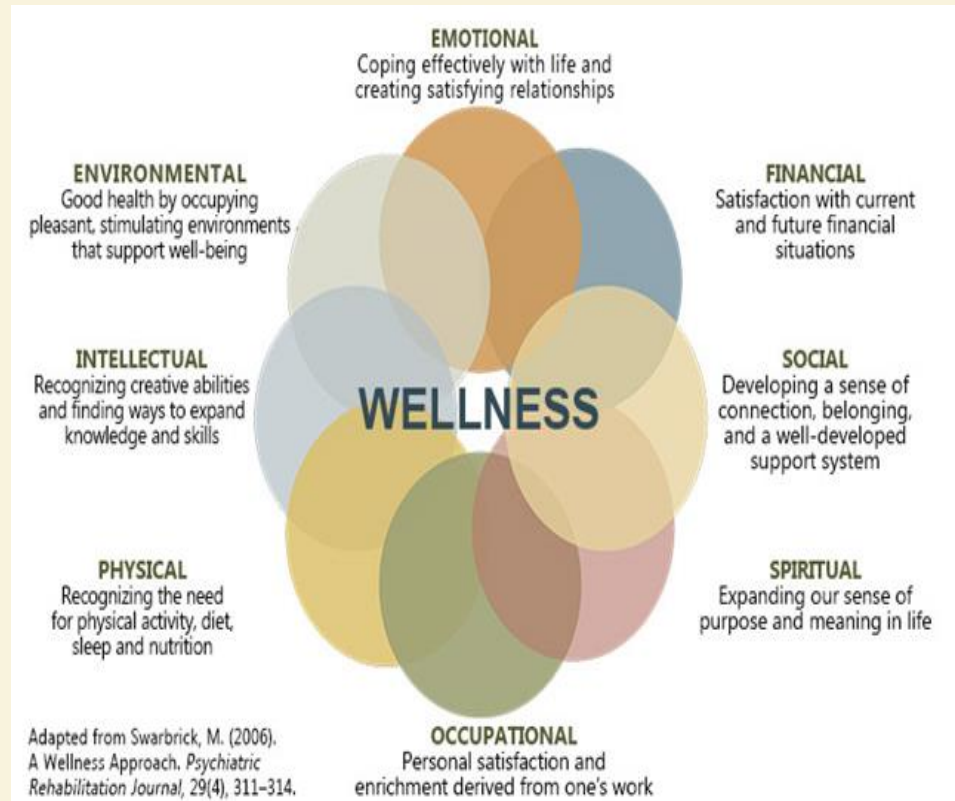 EMOTIONAL
Coping effectively with life and
creating satisfying relationships
ENVIRONMENTAL
Good health by occupying
pleasant, stimulating environments
that support well-being
FINANCIAL
Satisfaction with current
and future financial
situations
INTELLECTUAL
Recognizing creative abilities
and finding ways to expand
knowledge and skills
WELLNESS
SOCIAL
Developing a sense of
connection, belonging,
and a well-developed
support system
PHYSICAL
Recognizing the need
for physical activity, diet,
sleep and nutrition
SPIRITUAL
Expanding our sense of
purpose and meaning in life
OCCUPATIONAL
Personal satisfaction and
enrichment derived from one's work
Adapted from Swarbrick, M. (2006).
A Wellness Approach. Psychiatric
Rehabilitation Journal, 29(4), 311–314.